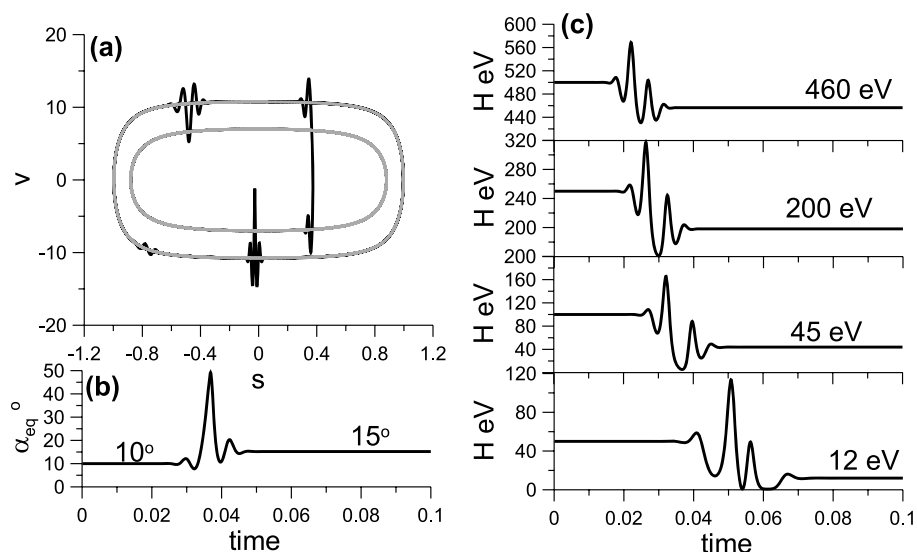 (a)
20
10
0
-10
-20
v
-1.2 -0.8 -0.4 0 0.4 0.8 1.2
s
(b)
50
40
30
20
10
0
αeq°
10°
15°
0 0.02 0.04 0.06 0.08 0.1
time
(c)
600
560
520
480
440
320
H eV
460 eV
280
240
200
200
H eV
200 eV
160
120
80
40
120
H eV
45 eV
80
40
0
H eV
12 eV
0 0.02 0.04 0.06 0.08 0.1
time